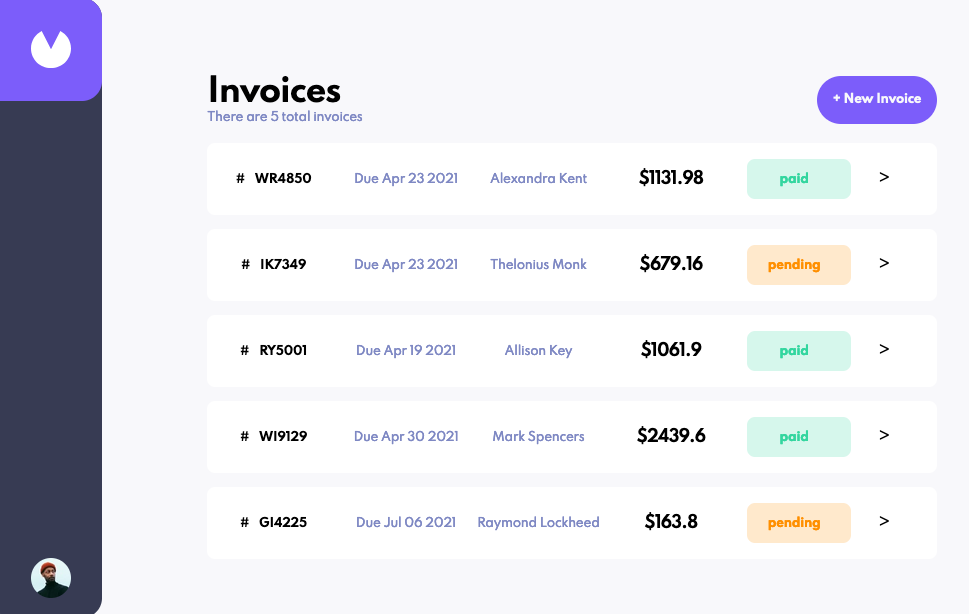 Invoices
There are 5 total invoices
+ New Invoice
# WR4850 Due Apr 23 2021 Alexandra Kent $1131.98 paid >
# IK7349 Due Apr 23 2021 Thelonius Monk $679.16 pending >
# RY5001 Due Apr 19 2021 Allison Key $1061.9 paid >
# WI9129 Due Apr 30 2021 Mark Spencers $2439.6 paid >
# GI4225 Due Jul 06 2021 Raymond Lockheed $163.8 pending >